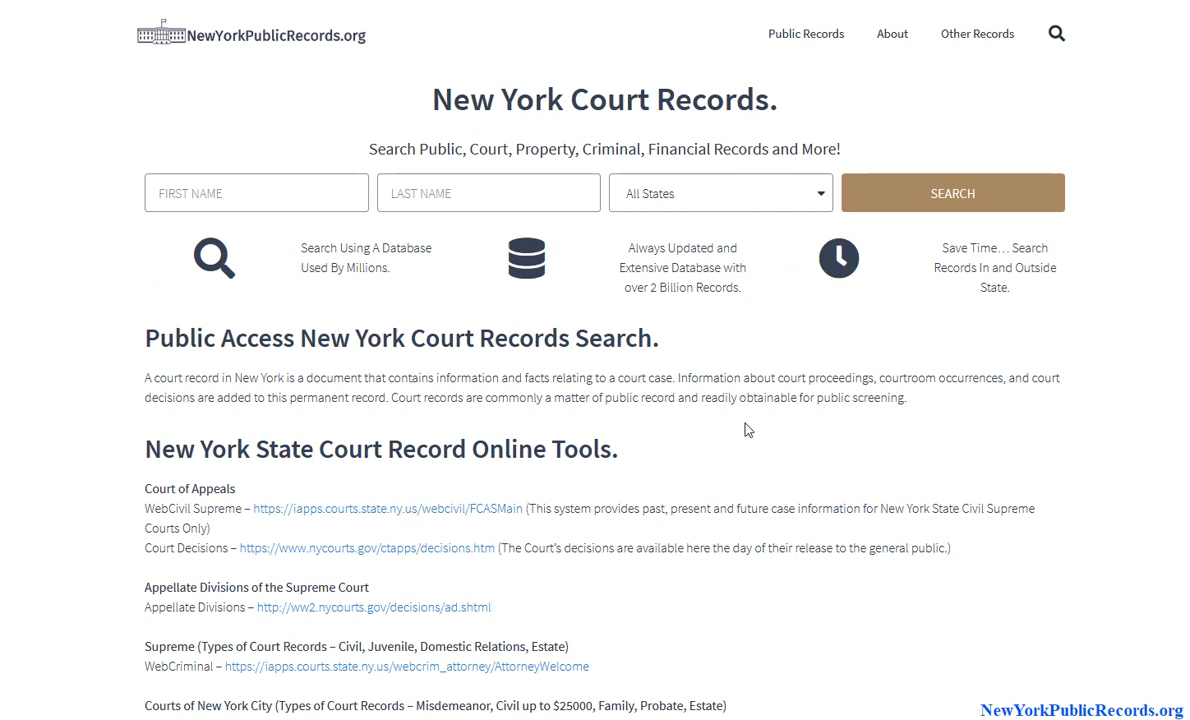 NewYorkPublicRecords.org
Public Records
About
Other Records
New York Court Records.
Search Public, Court, Property, Criminal, Financial Records and More!
FIRST NAME
LAST NAME
All States
SEARCH
Search Using A Database
Used By Millions.
Always Updated and
Extensive Database with
over 2 Billion Records.
Save Time… Search
Records In and Outside
State.
Public Access New York Court Records Search.
A court record in New York is a document that contains information and facts relating to a court case. Information about court proceedings, courtroom occurrences, and court
decisions are added to this permanent record. Court records are commonly a matter of public record and readily obtainable for public screening.
New York State Court Record Online Tools.
Court of Appeals
WebCivil Supreme – https://iapps.courts.state.ny.us/webcivil/FCASMain (This system provides past, present and future case information for New York State Civil Supreme
Courts Only)
Court Decisions – https://www.nycourts.gov/ctapps/decisions.htm (The Court's decisions are available here the day of their release to the general public.)
Appellate Divisions of the Supreme Court
Appellate Divisions – http://ww2.nycourts.gov/decisions/ad.shtml
Supreme (Types of Court Records – Civil, Juvenile, Domestic Relations, Estate)
WebCriminal – https://iapps.courts.state.ny.us/webcrim_attorney/AttorneyWelcome
Courts of New York City (Types of Court Records – Misdemeanor, Civil up to $25000, Family, Probate, Estate)
NewYorkPublicRecords.org